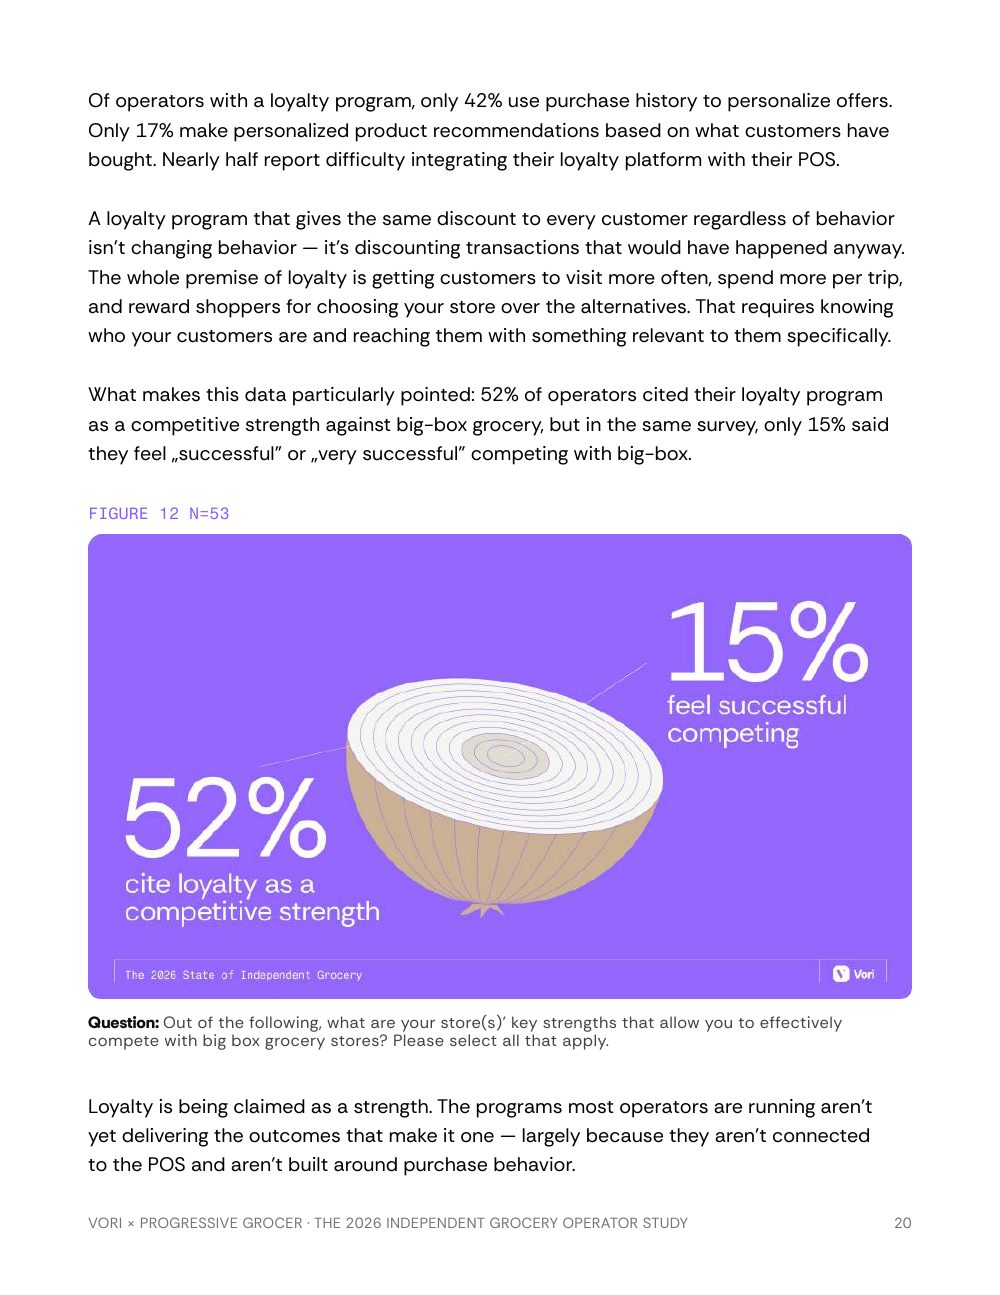 Of operators with a loyalty program, only 42% use purchase history to personalize offers.
Only 17% make personalized product recommendations based on what customers have
bought. Nearly half report difficulty integrating their loyalty platform with their POS.
A loyalty program that gives the same discount to every customer regardless of behavior
isn’t changing behavior — it’s discounting transactions that would have happened anyway.
The whole premise of loyalty is getting customers to visit more often, spend more per trip,
and reward shoppers for choosing your store over the alternatives. That requires knowing
who your customers are and reaching them with something relevant to them specifically.
What makes this data particularly pointed: 52% of operators cited their loyalty program
as a competitive strength against big-box grocery, but in the same survey, only 15% said
they feel „successful” or „very successful” competing with big-box.
FIGURE 12 N=53
15%
feel successful
competing
52%
cite loyalty as a
competitive strength
The 2026 State of Independent Grocery
Vori
Question: Out of the following, what are your store(s)’ key strengths that allow you to effectively
compete with big box grocery stores? Please select all that apply.
Loyalty is being claimed as a strength. The programs most operators are running aren’t
yet delivering the outcomes that make it one — largely because they aren’t connected
to the POS and aren’t built around purchase behavior.
VORI × PROGRESSIVE GROCER · THE 2026 INDEPENDENT GROCERY OPERATOR STUDY
20